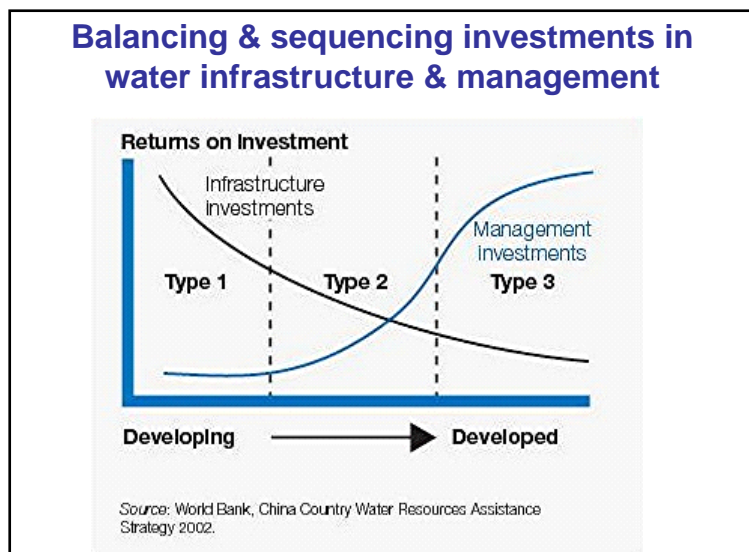 Balancing & sequencing investments in
water infrastructure & management
Returns on Investment
Infrastructure
investments
Management
investments
Type 1
Type 2
Type 3
Developing
Developed
Source: World Bank, China Country Water Resources Assistance
Strategy 2002.